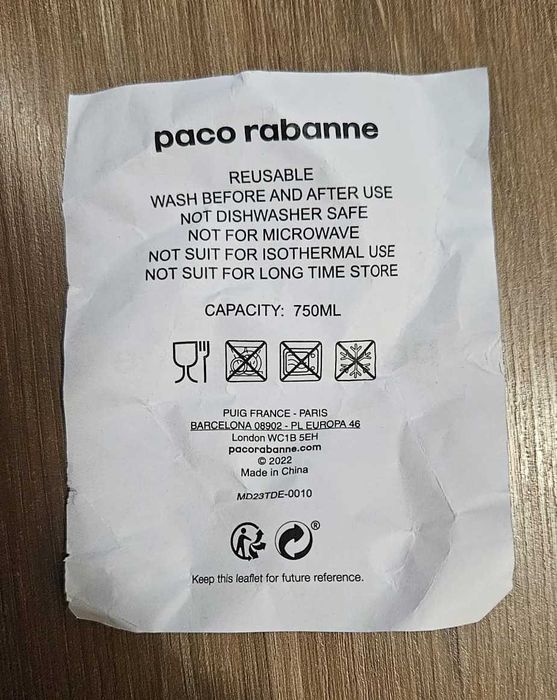 paco rabanne
REUSABLE
WASH BEFORE AND AFTER USE
NOT DISHWASHER SAFE
NOT FOR MICROWAVE
NOT SUIT FOR ISOTHERMAL USE
NOT SUIT FOR LONG TIME STORE
CAPACITY: 750ML
PUIG FRANCE - PARIS
BARCELONA 08902 - PL EUROPA 46
London WC1B 5EH
pacorabanne.com
© 2022
Made in China
MD23TDE-0010
®
Keep this leaflet for future reference.